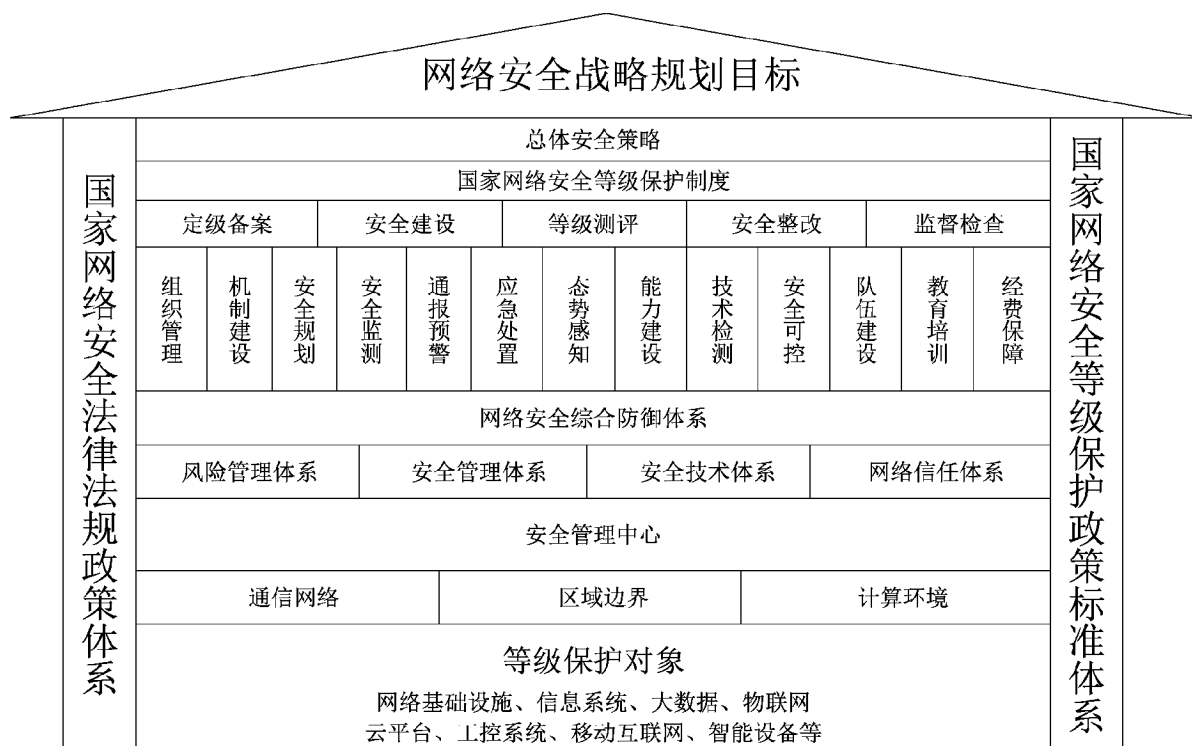 网络安全战略规划目标
国家网络安全法律法规政策体系
总体安全策略
国家网络安全等级保护制度
定级备案
安全建设
等级测评
安全整改
监督检查
组织管理
机制建设
安全规划
安全监测
通报预警
应急处置
态势感知
能力建设
技术检测
安全可控
队伍建设
教育培训
经费保障
网络安全综合防御体系
风险管理体系
安全管理体系
安全技术体系
网络信任体系
安全管理中心
通信网络
区域边界
计算环境
等级保护对象
网络基础设施、信息系统、大数据、物联网
云平台、工控系统、移动互联网、智能设备等
国家网络安全等级保护政策标准体系